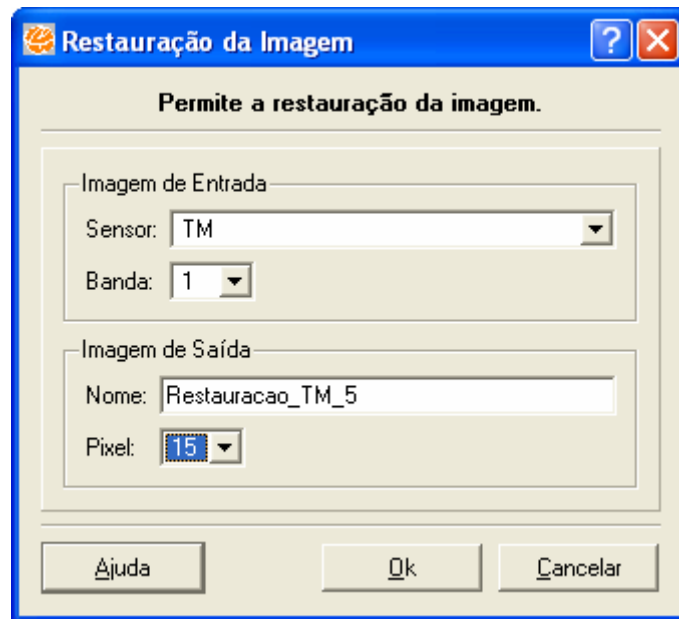 Restauração da Imagem
Permite a restauração da imagem.
Imagem de Entrada
Sensor: TM
Banda: 1
Imagem de Saída
Nome: Restauracao_TM_5
Pixel: 15
Ajuda Ok Cancelar